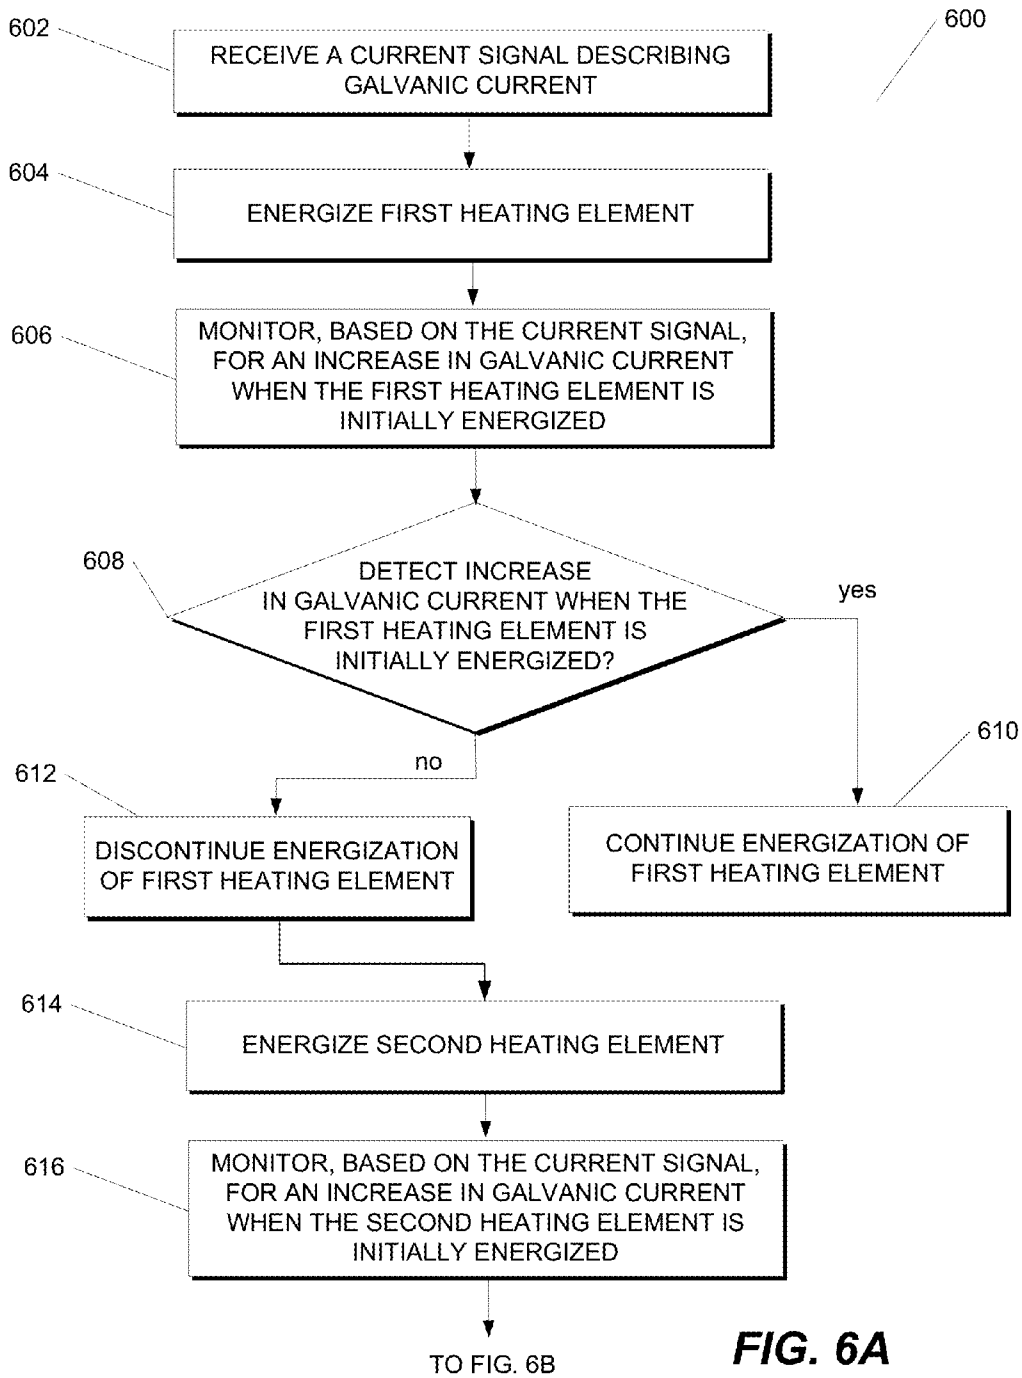 600
602
RECEIVE A CURRENT SIGNAL DESCRIBING
GALVANIC CURRENT
604
ENERGIZE FIRST HEATING ELEMENT
606
MONITOR, BASED ON THE CURRENT SIGNAL,
FOR AN INCREASE IN GALVANIC CURRENT
WHEN THE FIRST HEATING ELEMENT IS
INITIALLY ENERGIZED
608
DETECT INCREASE
IN GALVANIC CURRENT WHEN THE
FIRST HEATING ELEMENT IS
INITIALLY ENERGIZED?
yes
no
610
CONTINUE ENERGIZATION OF
FIRST HEATING ELEMENT
612
DISCONTINUE ENERGIZATION
OF FIRST HEATING ELEMENT
614
ENERGIZE SECOND HEATING ELEMENT
616
MONITOR, BASED ON THE CURRENT SIGNAL,
FOR AN INCREASE IN GALVANIC CURRENT
WHEN THE SECOND HEATING ELEMENT IS
INITIALLY ENERGIZED
TO FIG. 6B
FIG. 6A